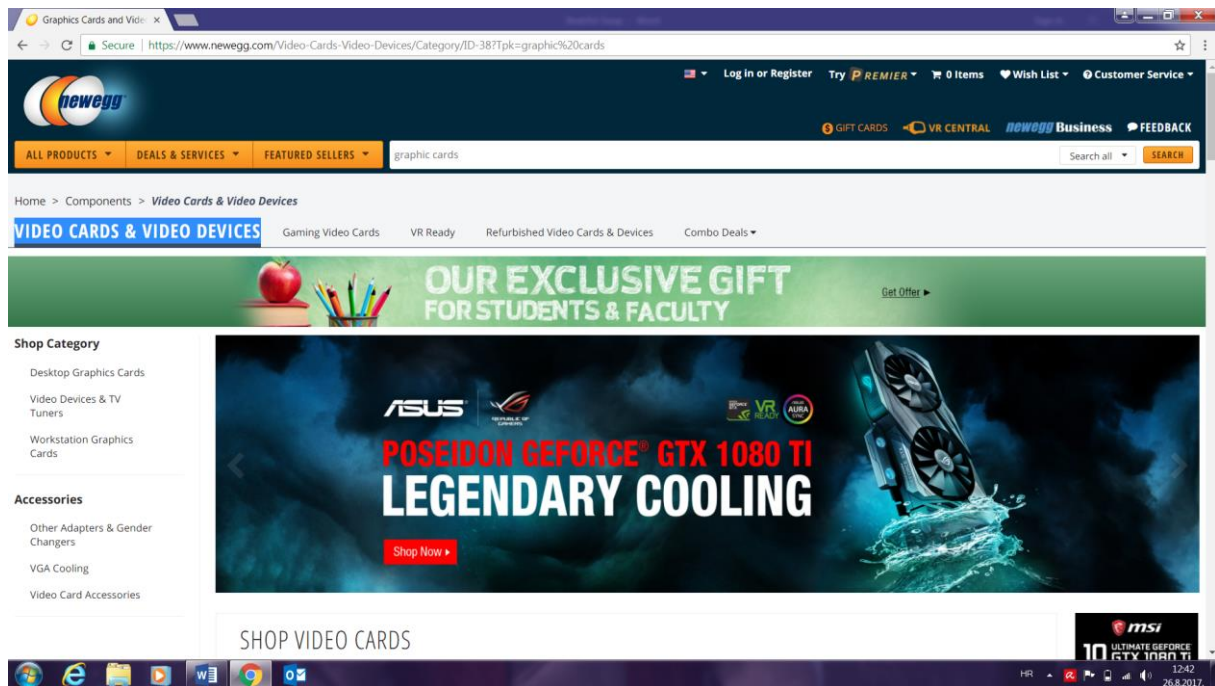 Graphics Cards and Vide
Secure | https://www.newegg.com/Video-Cards-Video-Devices/Category/ID-38?Tpk=graphic%20cards
newegg
Log in or Register Try PREMIER 0 Items Wish List Customer Service
GIFT CARDS VR CENTRAL newegg Business FEEDBACK
ALL PRODUCTS DEALS & SERVICES FEATURED SELLERS graphic cards Search all SEARCH
Home > Components > Video Cards & Video Devices
VIDEO CARDS & VIDEO DEVICES Gaming Video Cards VR Ready Refurbished Video Cards & Devices Combo Deals
OUR EXCLUSIVE GIFT
FOR STUDENTS & FACULTY
Get Offer
Shop Category
Desktop Graphics Cards
Video Devices & TV
Tuners
Workstation Graphics
Cards
Accessories
Other Adapters & Gender
Changers
VGA Cooling
Video Card Accessories
ASUS
REPUBLIC OF
GAMERS
VR
READY
AURA
POSEIDON GEFORCE® GTX 1080 TI
LEGENDARY COOLING
Shop Now
SHOP VIDEO CARDS
msi
10 ULTIMATE GEFORCE
GTX 1080 Ti
HR
12:42
26.8.2017.